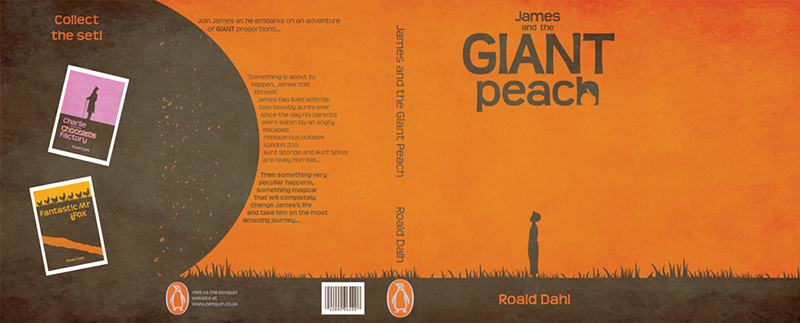 Collect
the set!
Charlie
Chocolate
Factory
Roald Dahl
Fantastic Mr
Fox
Roald Dahl
Join James as he embarks on an adventure
of GIANT proportions...
'Something is about to
happen, James told
himself.'
James has lived with his
two beastly aunts ever
since the day his parents
were eaten by an angry
escaped
rhinocerous outside
London Zoo.
Aunt Sponge and Aunt Spiker
are really horrible...
Then something very
peculiar happens,
something magical
that will completely
change James's life
and take him on the most
amazing journey...
visit us the penguin
website at
www.penguin.co.uk
James and the Giant Peach
Roald Dalh
James
and the
GIANT
peach
Roald Dahl